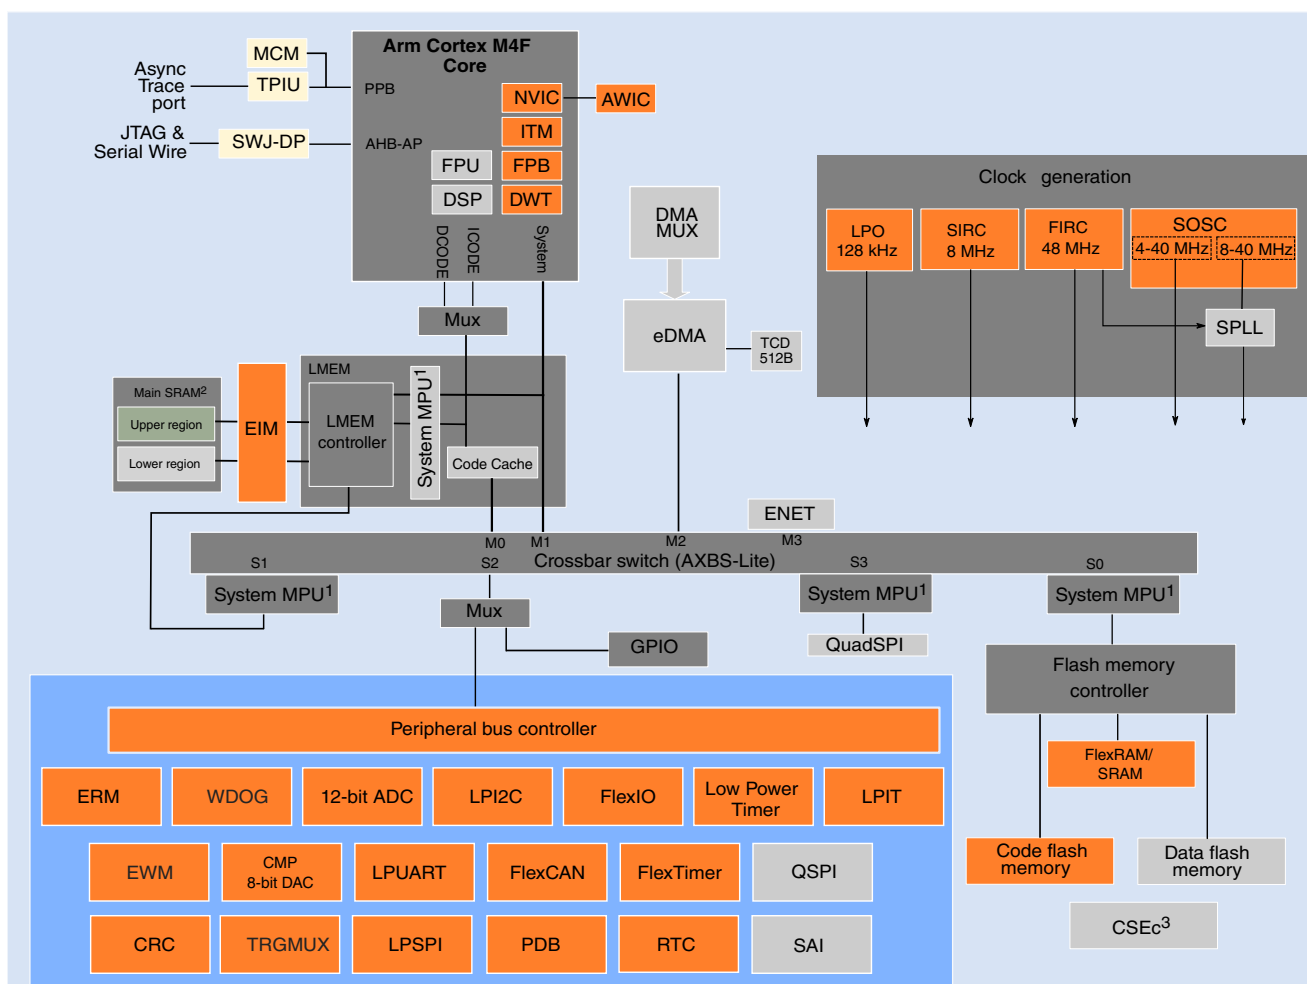 Arm Cortex M4F
Core
MCM
TPIU
Async
Trace
port
PPB
JTAG &
Serial Wire
SWJ-DP
AHB-AP
NVIC
AWIC
ITM
FPU
FPB
DSP
DWT
DCODE
ICODE
System
Mux
DMA
MUX
eDMA
TCD
512B
Clock generation
LPO
128 kHz
SIRC
8 MHz
FIRC
48 MHz
SOSC
4-40 MHz
8-40 MHz
SPLL
LMEM
Main SRAM2
Upper region
Lower region
EIM
LMEM
controller
System MPU1
Code Cache
ENET
M0
M1
M2
M3
Crossbar switch (AXBS-Lite)
S1
S2
S3
S0
System MPU1
Mux
System MPU1
System MPU1
GPIO
QuadSPI
Flash memory
controller
FlexRAM/
SRAM
Code flash
memory
Data flash
memory
CSEc3
Peripheral bus controller
ERM
WDOG
12-bit ADC
LPI2C
FlexIO
Low Power
Timer
LPIT
EWM
CMP
8-bit DAC
LPUART
FlexCAN
FlexTimer
QSPI
CRC
TRGMUX
LPSPI
PDB
RTC
SAI